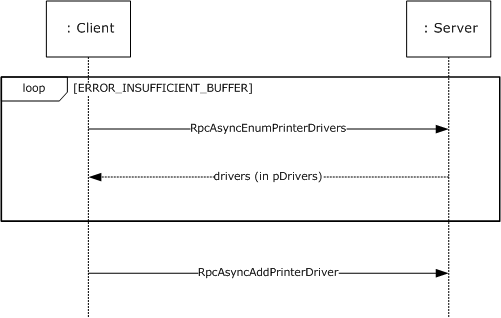 : Client
: Server
loop
[ERROR_INSUFFICIENT_BUFFER]
RpcAsyncEnumPrinterDrivers
drivers (in pDrivers)
RpcAsyncAddPrinterDriver